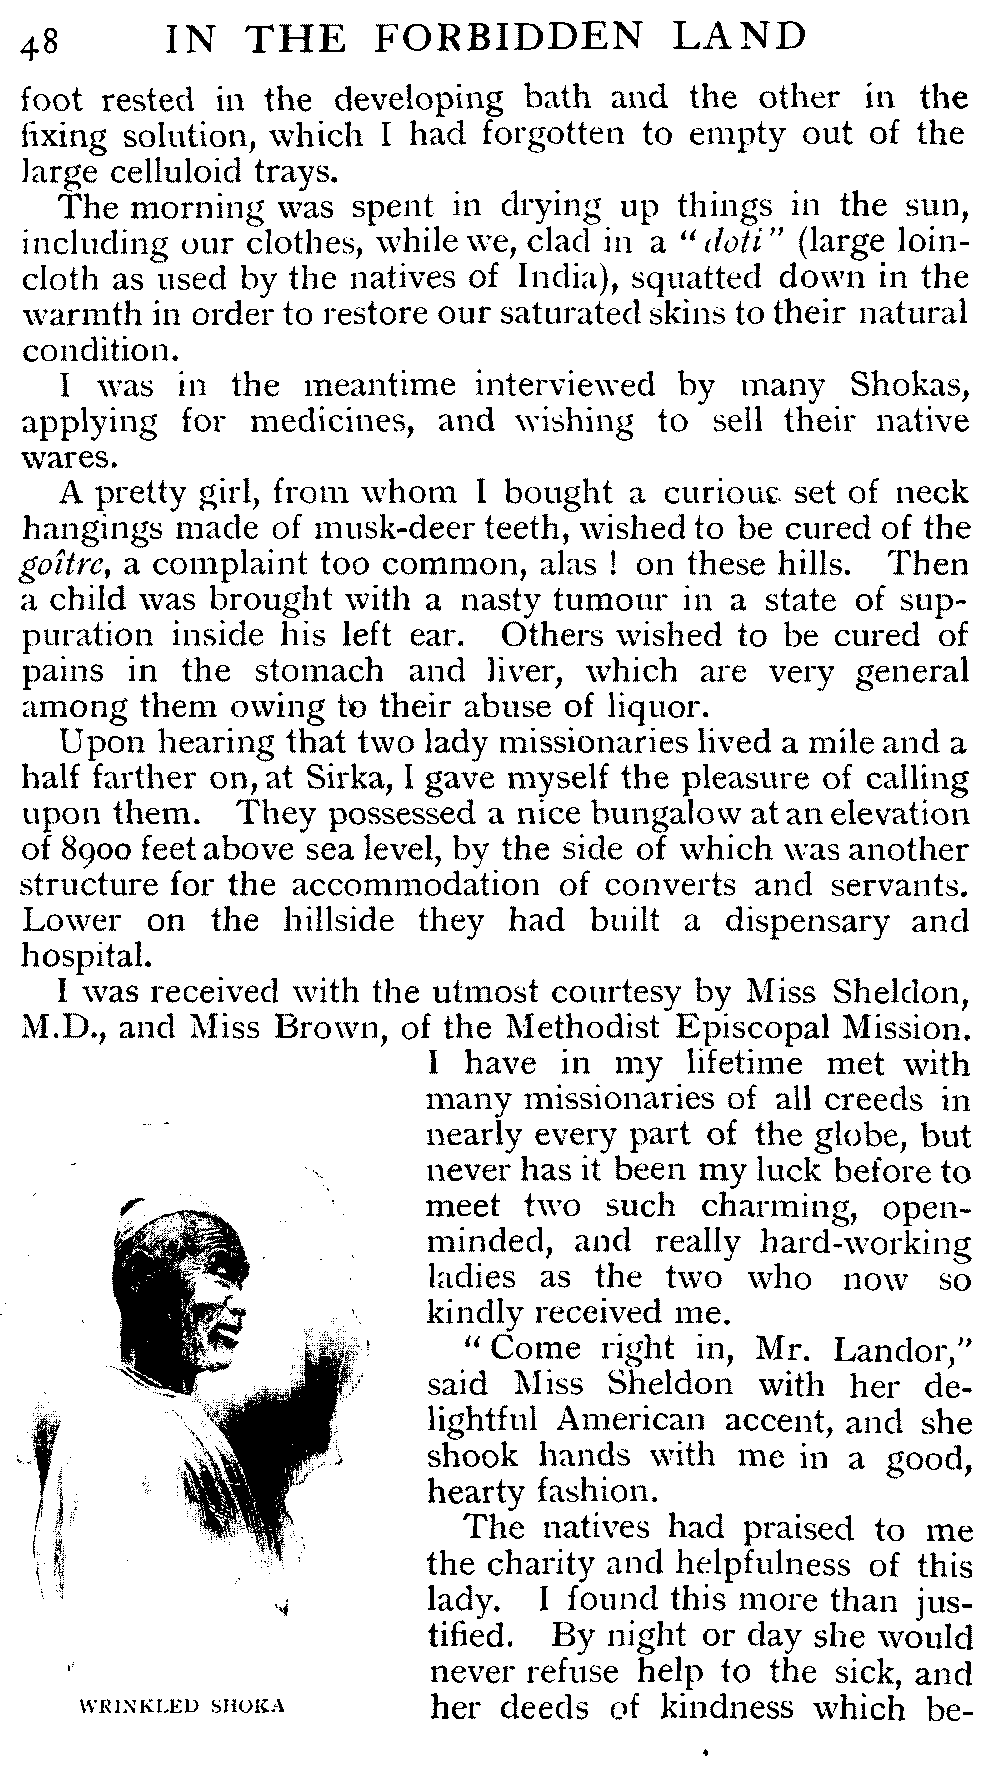 48 IN THE FORBIDDEN LAND
foot rested in the developing bath and the other in the
fixing solution, which I had forgotten to empty out of the
large celluloid trays.
The morning was spent in drying up things in the sun,
including our clothes, while we, clad in a "doti" (large loin-
cloth as used by the natives of India), squatted down in the
warmth in order to restore our saturated skins to their natural
condition.
I was in the meantime interviewed by many Shokas,
applying for medicines, and wishing to sell their native
wares.
A pretty girl, from whom I bought a curious set of neck
hangings made of musk-deer teeth, wished to be cured of the
goître, a complaint too common, alas ! on these hills. Then
a child was brought with a nasty tumour in a state of sup-
puration inside his left ear. Others wished to be cured of
pains in the stomach and liver, which are very general
among them owing to their abuse of liquor.
Upon hearing that two lady missionaries lived a mile and a
half farther on, at Sirka, I gave myself the pleasure of calling
upon them. They possessed a nice bungalow at an elevation
of 8900 feet above sea level, by the side of which was another
structure for the accommodation of converts and servants.
Lower on the hillside they had built a dispensary and
hospital.
I was received with the utmost courtesy by Miss Sheldon,
M.D., and Miss Brown, of the Methodist Episcopal Mission.
I have in my lifetime met with
many missionaries of all creeds in
nearly every part of the globe, but
never has it been my luck before to
meet two such charming, open-
minded, and really hard-working
ladies as the two who now so
kindly received me.
"Come right in, Mr. Landor,"
said Miss Sheldon with her de-
lightful American accent, and she
shook hands with me in a good,
hearty fashion.
The natives had praised to me
the charity and helpfulness of this
lady. I found this more than jus-
tified. By night or day she would
never refuse help to the sick, and
her deeds of kindness which be-
WRINKLED SHOKA